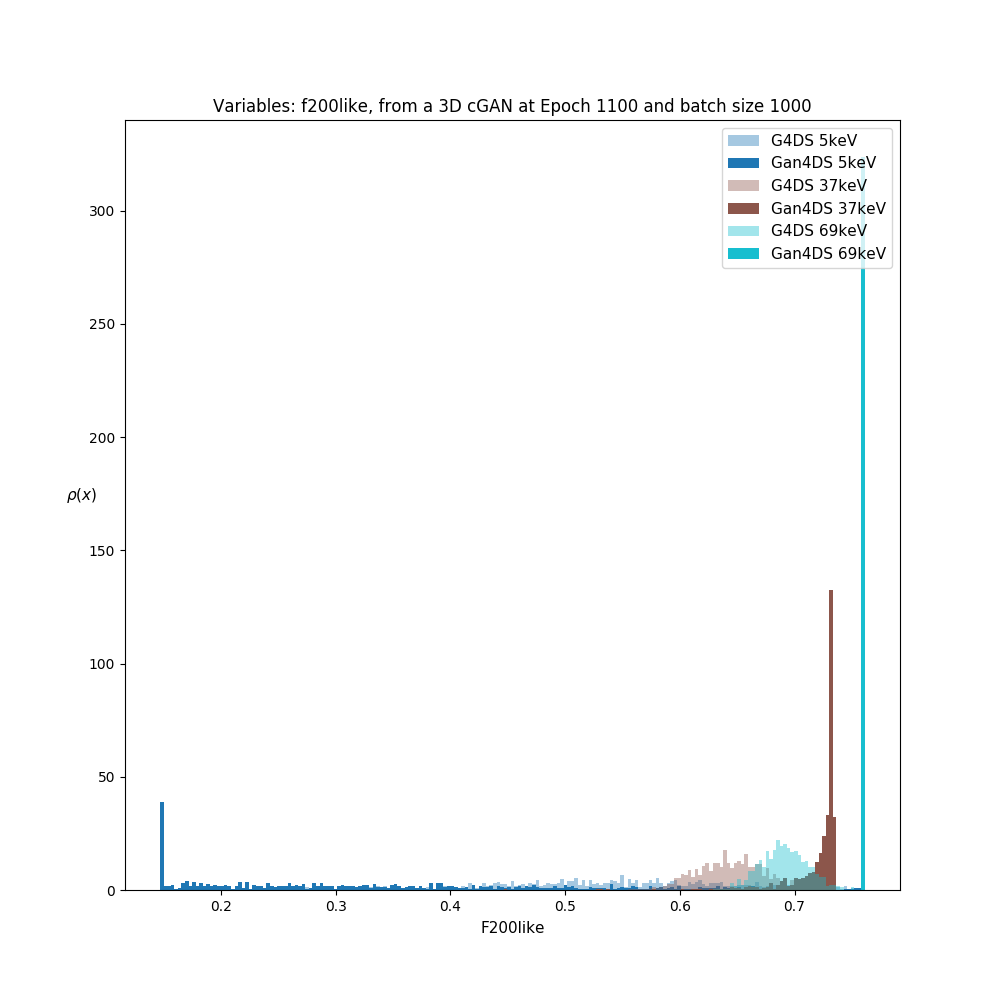 Variables: f200like, from a 3D cGAN at Epoch 1100 and batch size 1000
G4DS 5keV
Gan4DS 5keV
G4DS 37keV
Gan4DS 37keV
G4DS 69keV
Gan4DS 69keV
300
250
200
150
100
50
0
ρ(x)
0.2 0.3 0.4 0.5 0.6 0.7
F200like